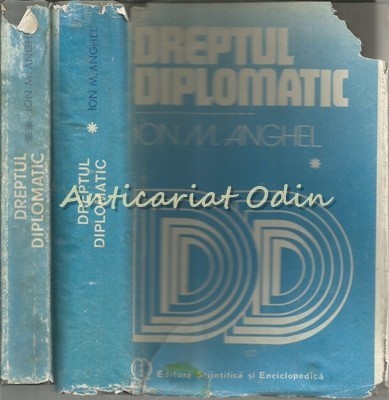 ION M. ANGHEL
**
DREPTUL
DIPLOMATIC
ION M. ANGHEL
*
DREPTUL
DIPLOMATIC
DREPTUL
DIPLOMATIC
ION M. ANGHEL
*
Anticariat Odin
DD
Editura Științifică și Enciclopedică